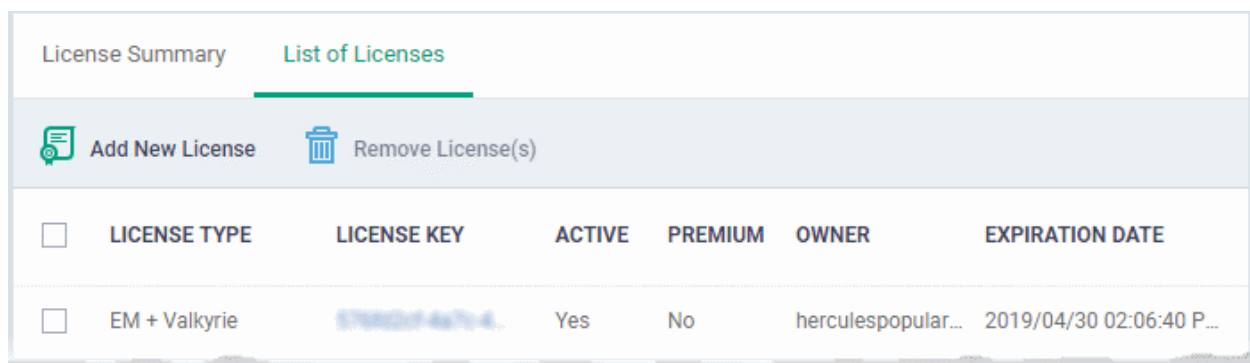 License Summary List of Licenses
Add New License Remove License(s)
LICENSE TYPE LICENSE KEY ACTIVE PREMIUM OWNER EXPIRATION DATE
EM + Valkyrie Yes No herculespopular... 2019/04/30 02:06:40 P...